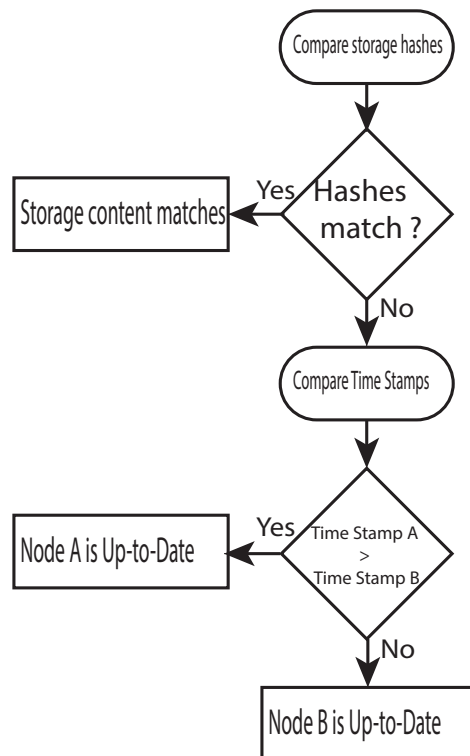 Compare storage hashes
Yes
Hashes
match ?
Storage content matches
No
Compare Time Stamps
Yes
Time Stamp A
>
Time Stamp B
Node A is Up-to-Date
No
Node B is Up-to-Date